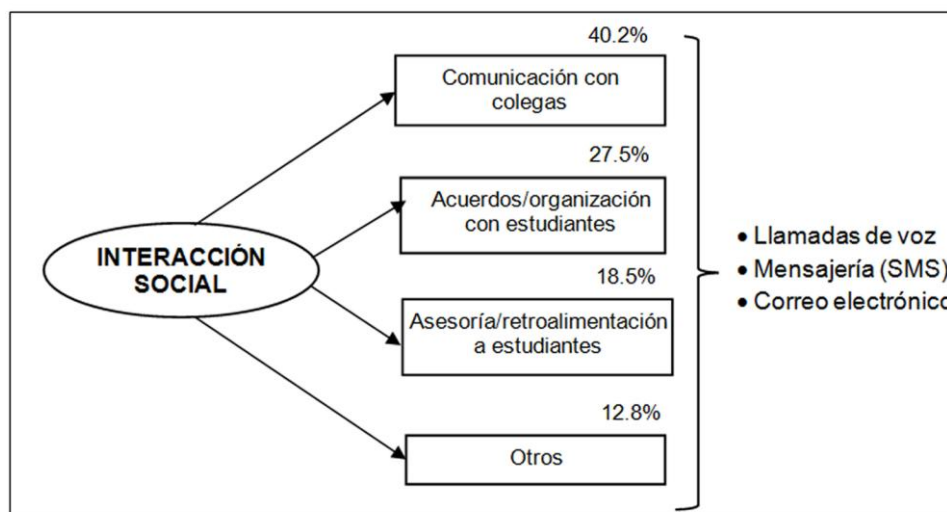 40.2%
Comunicación con
colegas
27.5%
Acuerdos/organización
con estudiantes
INTERACCIÓN
SOCIAL
18.5%
Asesoría/retroalimentación
a estudiantes
12.8%
Otros
• Llamadas de voz
• Mensajería (SMS)
• Correo electrónico